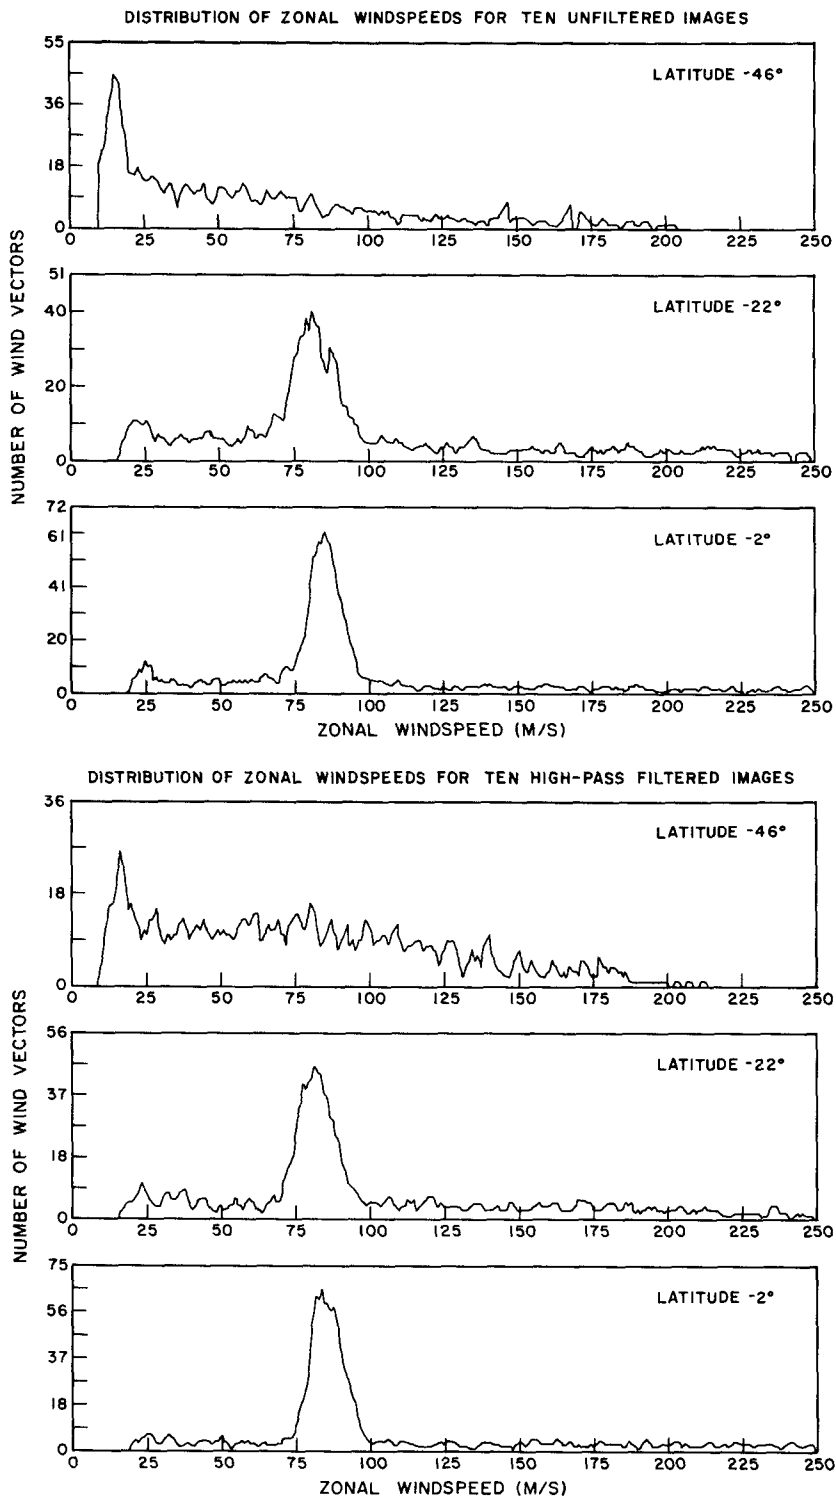 DISTRIBUTION OF ZONAL WINDSPEEDS FOR TEN UNFILTERED IMAGES
NUMBER OF WIND VECTORS
55
36
18
0
LATITUDE -46°
0 25 50 75 100 125 150 175 200 225 250
51
40
20
0
LATITUDE -22°
0 25 50 75 100 125 150 175 200 225 250
72
61
41
20
0
LATITUDE -2°
0 25 50 75 100 125 150 175 200 225 250
ZONAL WINDSPEED (M/S)
DISTRIBUTION OF ZONAL WINDSPEEDS FOR TEN HIGH-PASS FILTERED IMAGES
NUMBER OF WIND VECTORS
36
18
0
LATITUDE -46°
0 25 50 75 100 125 150 175 200 225 250
56
37
18
0
LATITUDE -22°
0 25 50 75 100 125 150 175 200 225 250
75
56
37
18
0
LATITUDE -2°
0 25 50 75 100 125 150 175 200 225 250
ZONAL WINDSPEED (M/S)